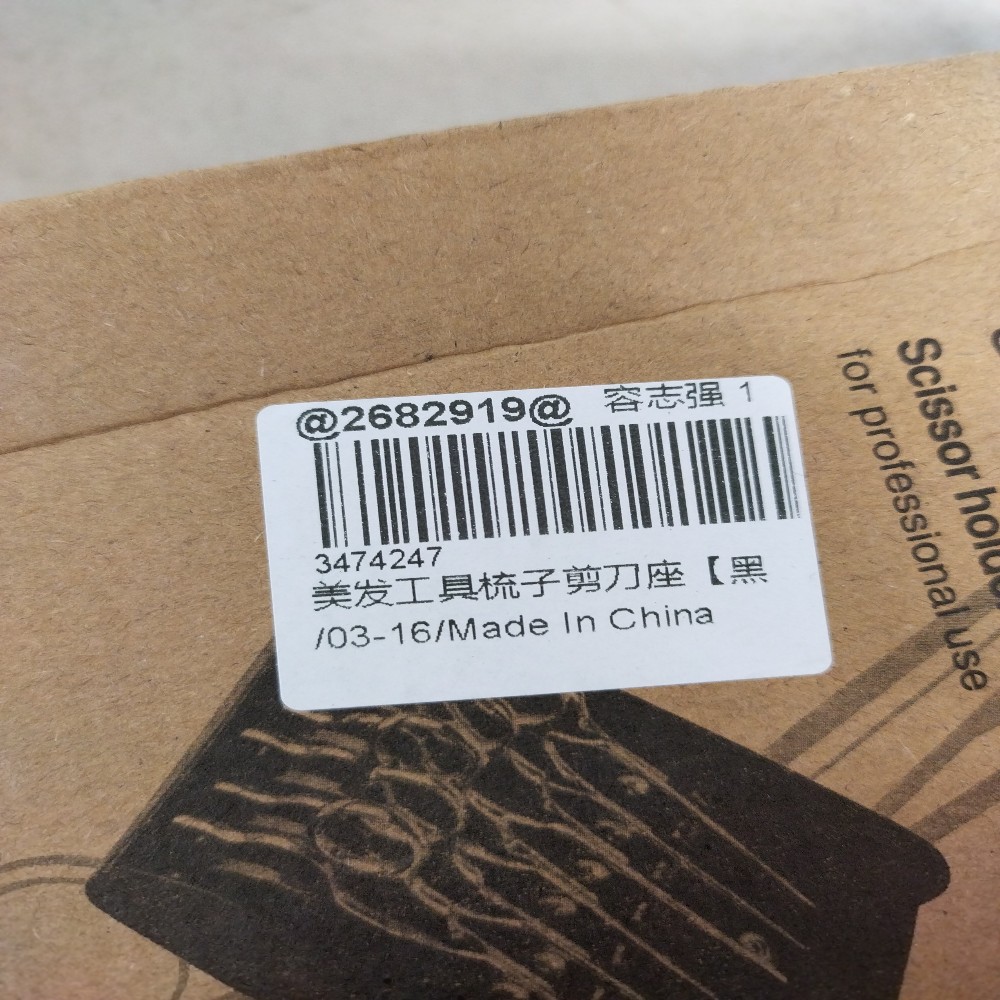 @2682919@ 容志强 1
3474247
美发工具梳子剪刀座【黑
/03-16/Made In China
Scissor holder
for professional use